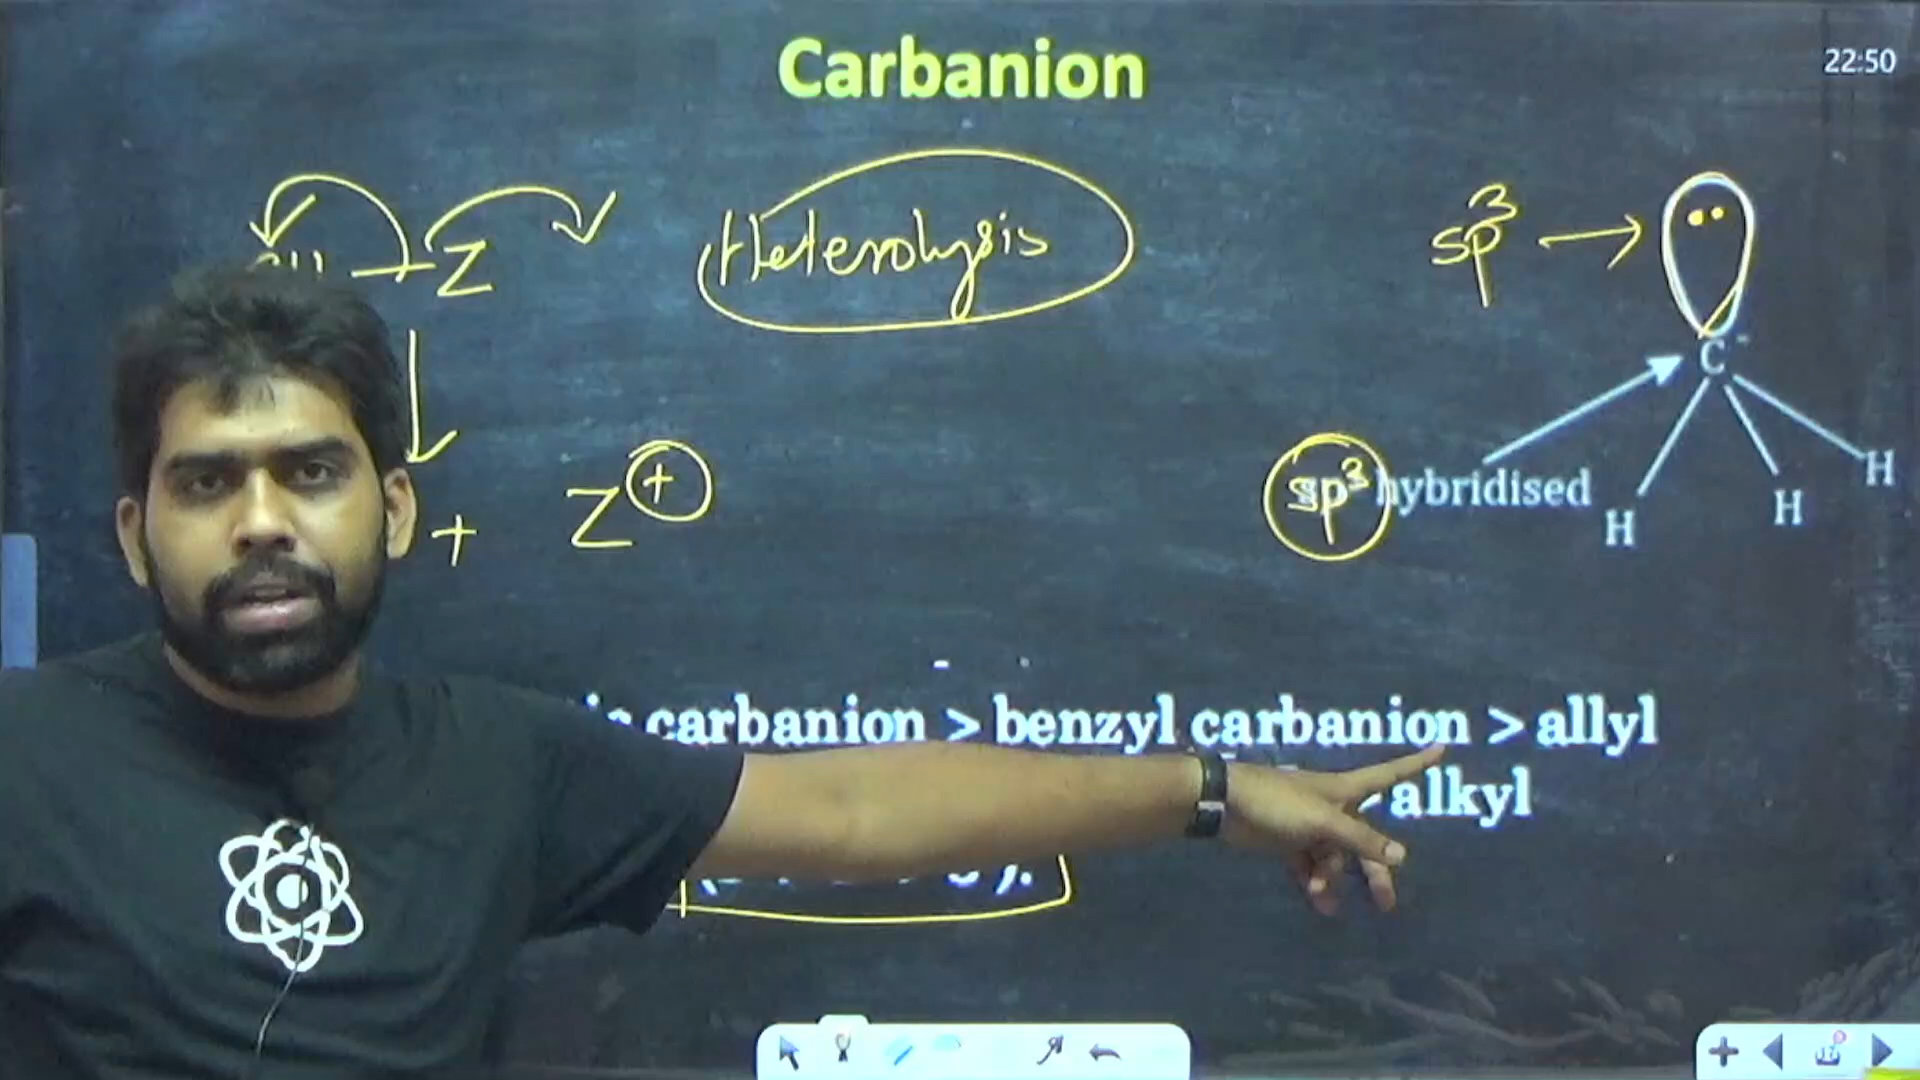 Carbanion
22:50
Z
Heterolysis
sp³
C⁻
+ Z⁺
sp³ hybridised
H H H
carbanion > benzyl carbanion > allyl
alkyl
).